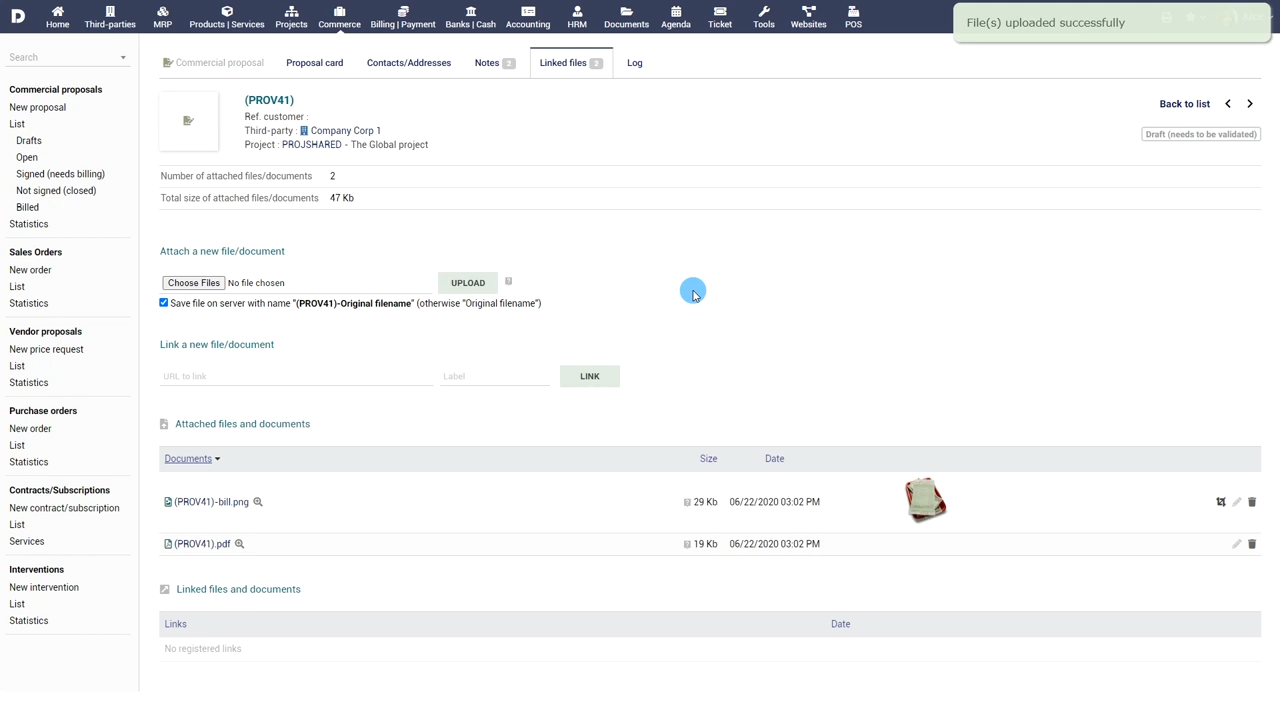 D
Home
Third-parties
MRP
Products | Services
Projects
Commerce
Billing | Payment
Banks | Cash
Accounting
HRM
Documents
Agenda
Ticket
Tools
Websites
POS
File(s) uploaded successfully
Search
Commercial proposals
New proposal
List
Drafts
Open
Signed (needs billing)
Not signed (closed)
Billed
Statistics
Sales Orders
New order
List
Statistics
Vendor proposals
New price request
List
Statistics
Purchase orders
New order
List
Statistics
Contracts/Subscriptions
New contract/subscription
List
Services
Interventions
New intervention
List
Statistics
Commercial proposal
Proposal card
Contacts/Addresses
Notes 2
Linked files 2
Log
(PROV41)
Ref. customer :
Third-party : Company Corp 1
Project : PROJSHARED - The Global project
Back to list
Draft (needs to be validated)
Number of attached files/documents 2
Total size of attached files/documents 47 Kb
Attach a new file/document
Choose Files No file chosen UPLOAD
Save file on server with name "(PROV41)-Original filename" (otherwise "Original filename")
Link a new file/document
URL to link Label LINK
Attached files and documents
Documents Size Date
(PROV41)-bill.png 29 Kb 06/22/2020 03:02 PM
(PROV41).pdf 19 Kb 06/22/2020 03:02 PM
Linked files and documents
Links Date
No registered links